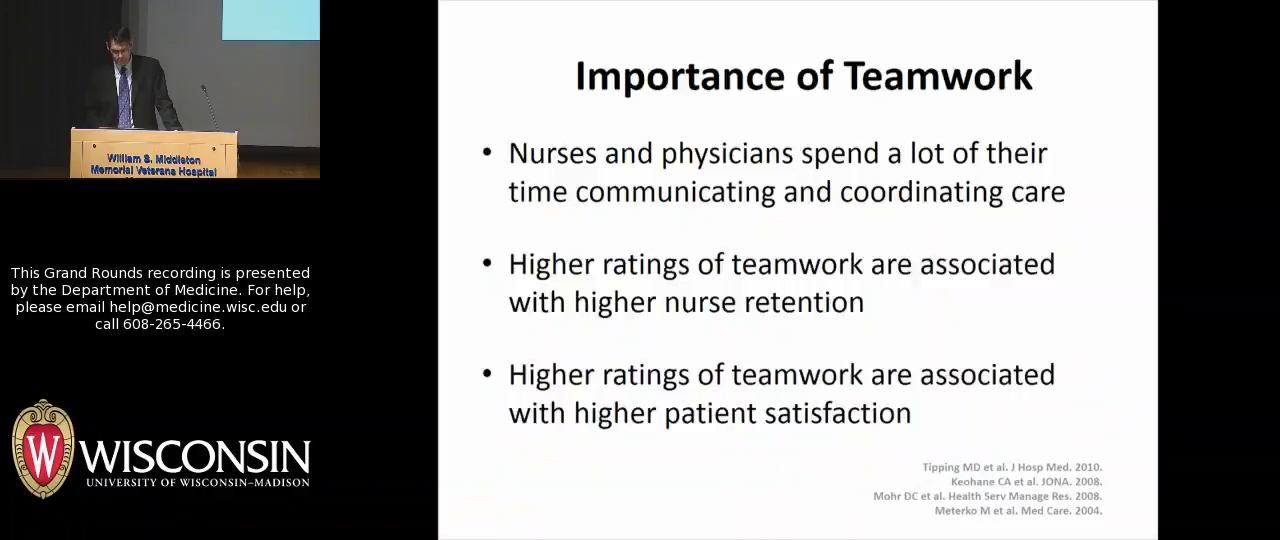 William S. Middleton
Memorial Veterans Hospital
This Grand Rounds recording is presented
by the Department of Medicine. For help,
please email help@medicine.wisc.edu or
call 608-265-4466.
W
WISCONSIN
UNIVERSITY OF WISCONSIN–MADISON
Importance of Teamwork
• Nurses and physicians spend a lot of their
time communicating and coordinating care
• Higher ratings of teamwork are associated
with higher nurse retention
• Higher ratings of teamwork are associated
with higher patient satisfaction
Tipping MD et al. J Hosp Med. 2010.
Keohane CA et al. JONA. 2008.
Mohr DC et al. Health Serv Manage Res. 2008.
Meterko M et al. Med Care. 2004.